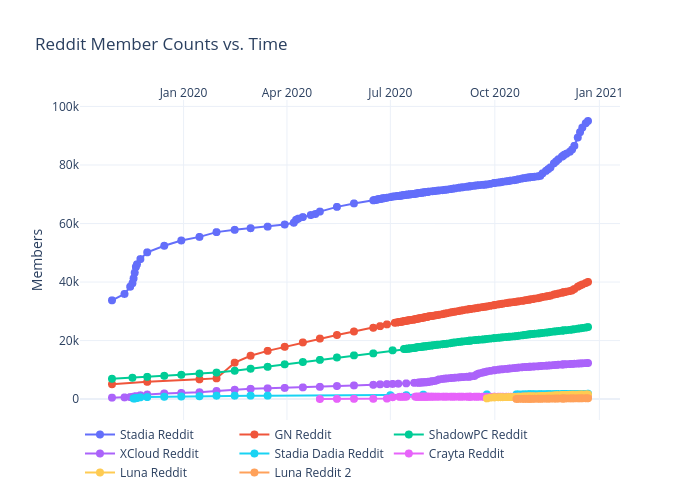 Reddit Member Counts vs. Time
Jan 2020 Apr 2020 Jul 2020 Oct 2020 Jan 2021
100k
80k
60k
40k
20k
0
Members
Stadia Reddit GN Reddit ShadowPC Reddit
XCloud Reddit Stadia Dadia Reddit Crayta Reddit
Luna Reddit Luna Reddit 2